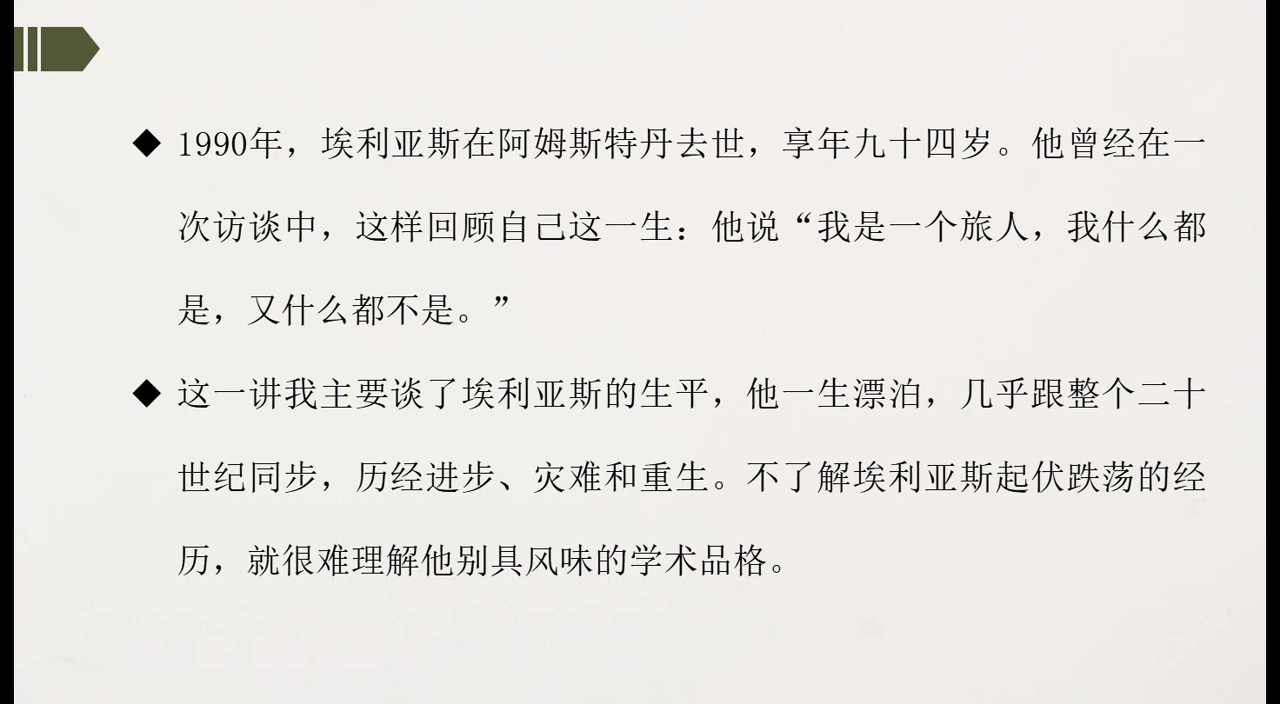 1990年，埃利亚斯在阿姆斯特丹去世，享年九十四岁。他曾经在一
次访谈中，这样回顾自己这一生：他说“我是一个旅人，我什么都
是，又什么都不是。”
这一讲我主要谈了埃利亚斯的生平，他一生漂泊，几乎跟整个二十
世纪同步，历经进步、灾难和重生。不了解埃利亚斯起伏跌荡的经
历，就很难理解他别具风味的学术品格。